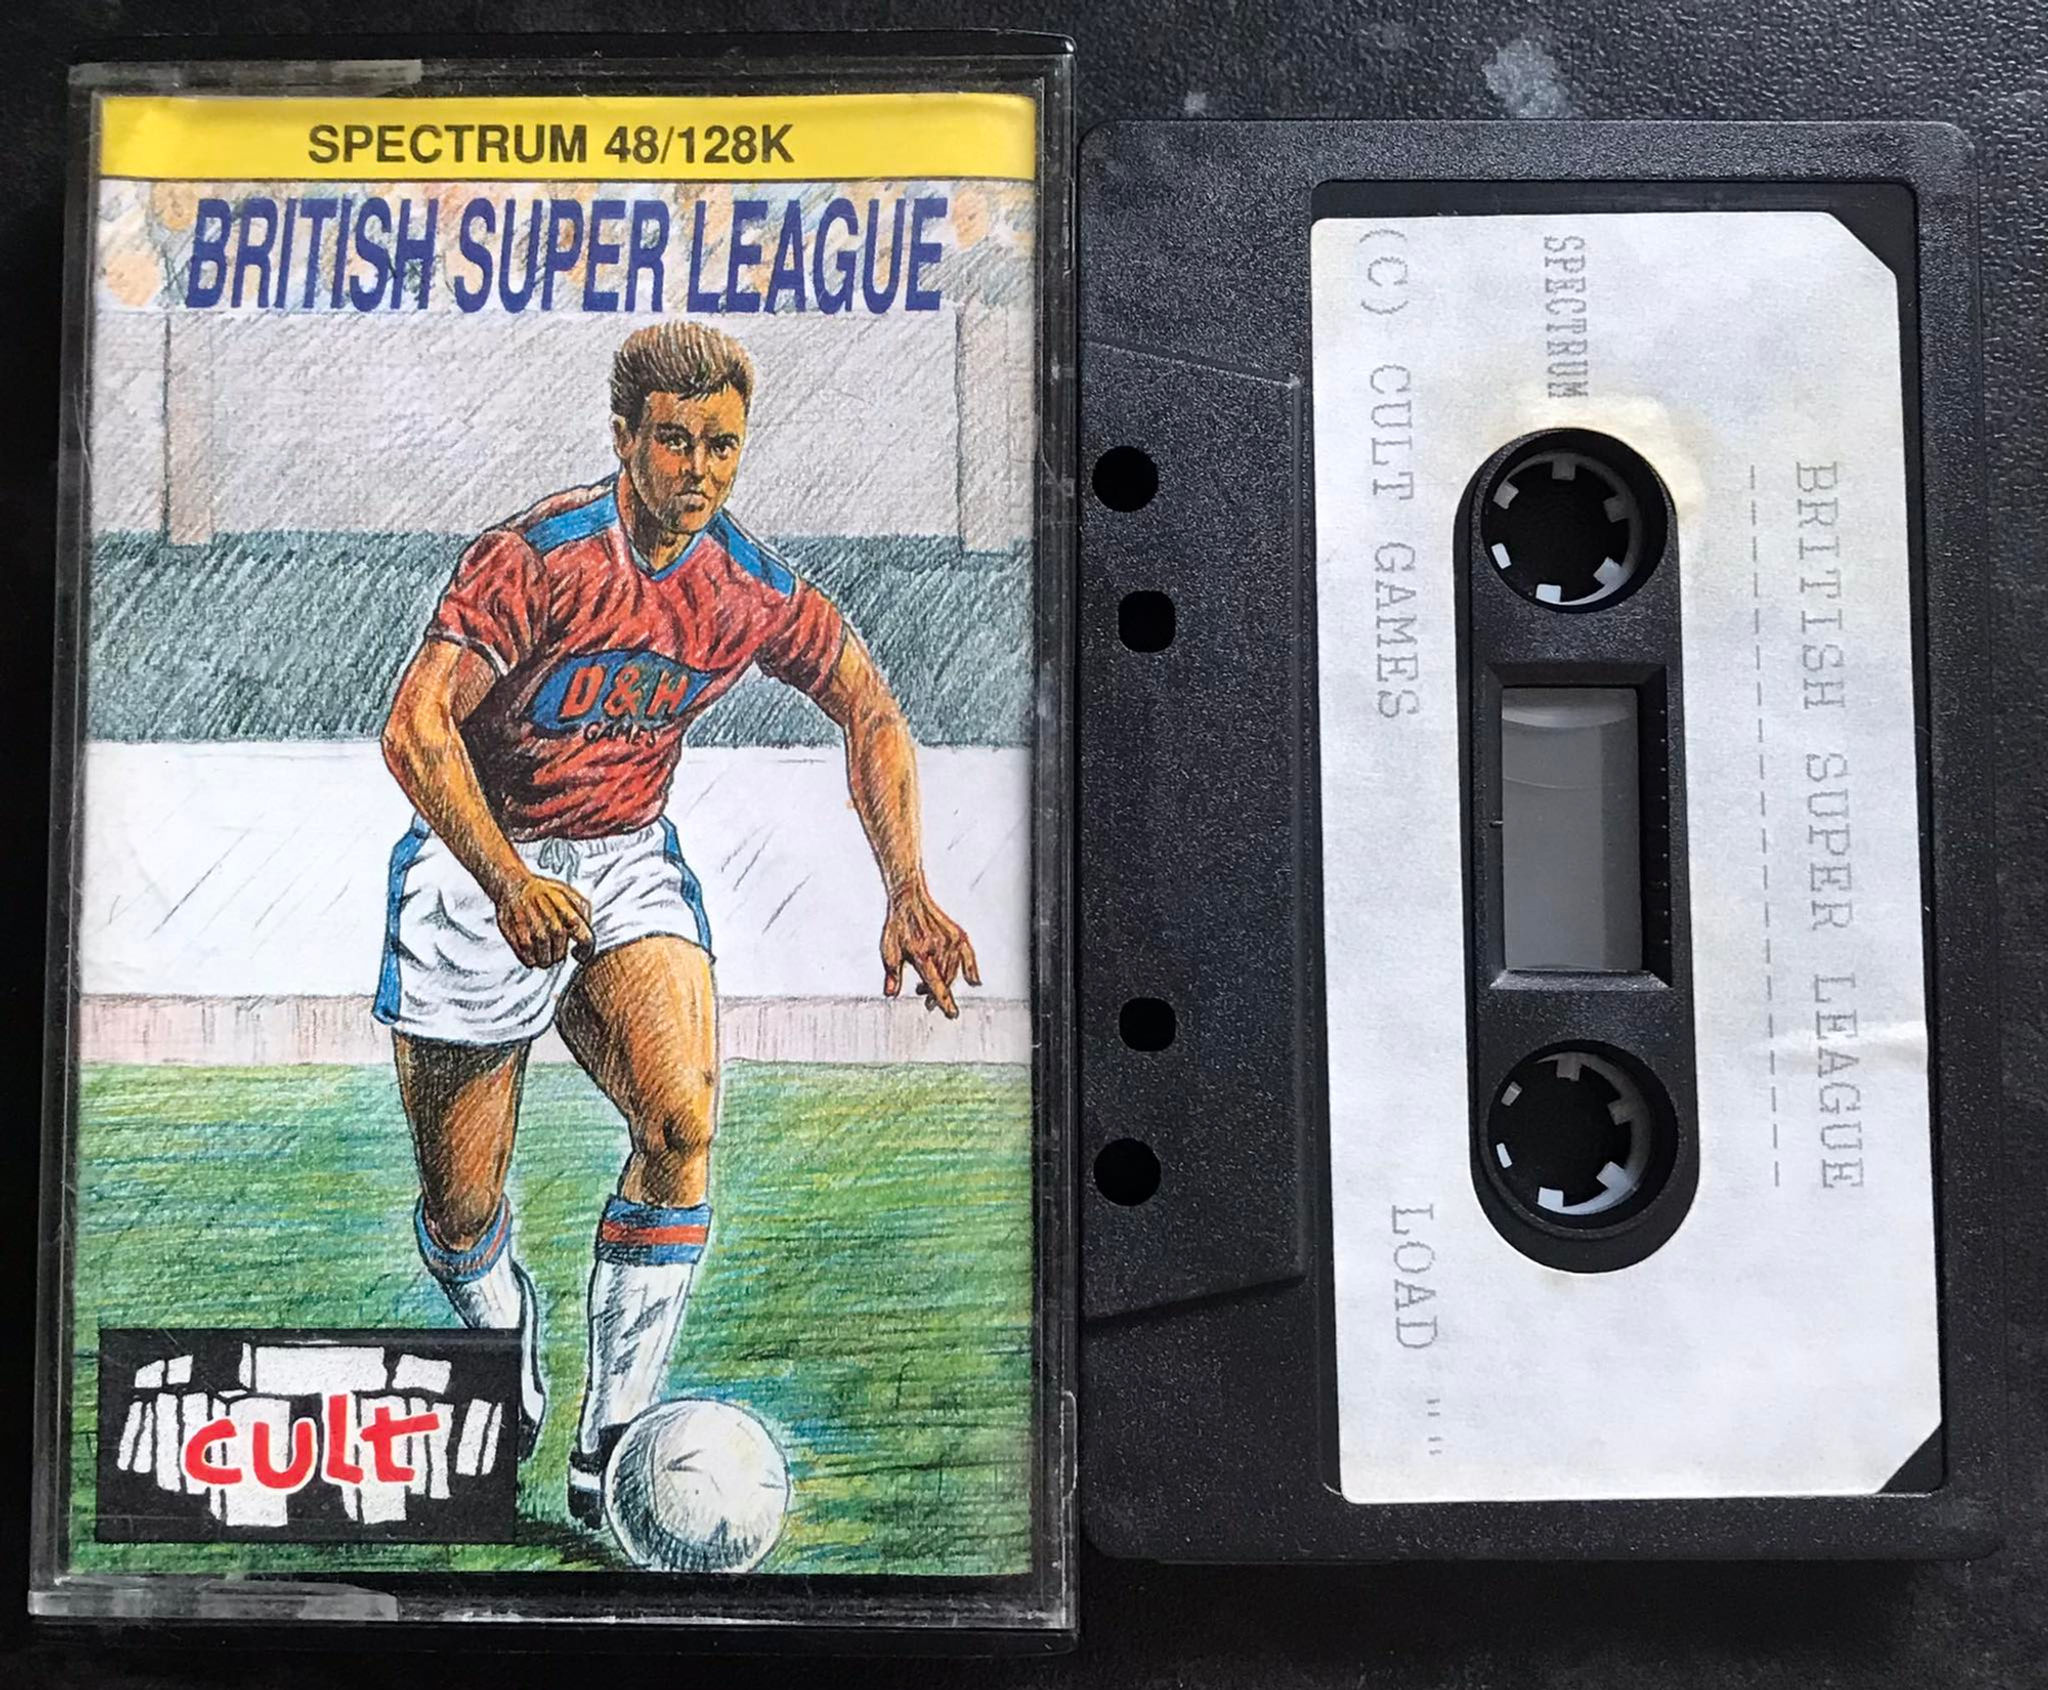 SPECTRUM 48/128K
BRITISH SUPER LEAGUE
D&H
GAMES
cult
BRITISH SUPER LEAGUE
--------------------
SPECTRUM
(C) CULT GAMES
LOAD ""